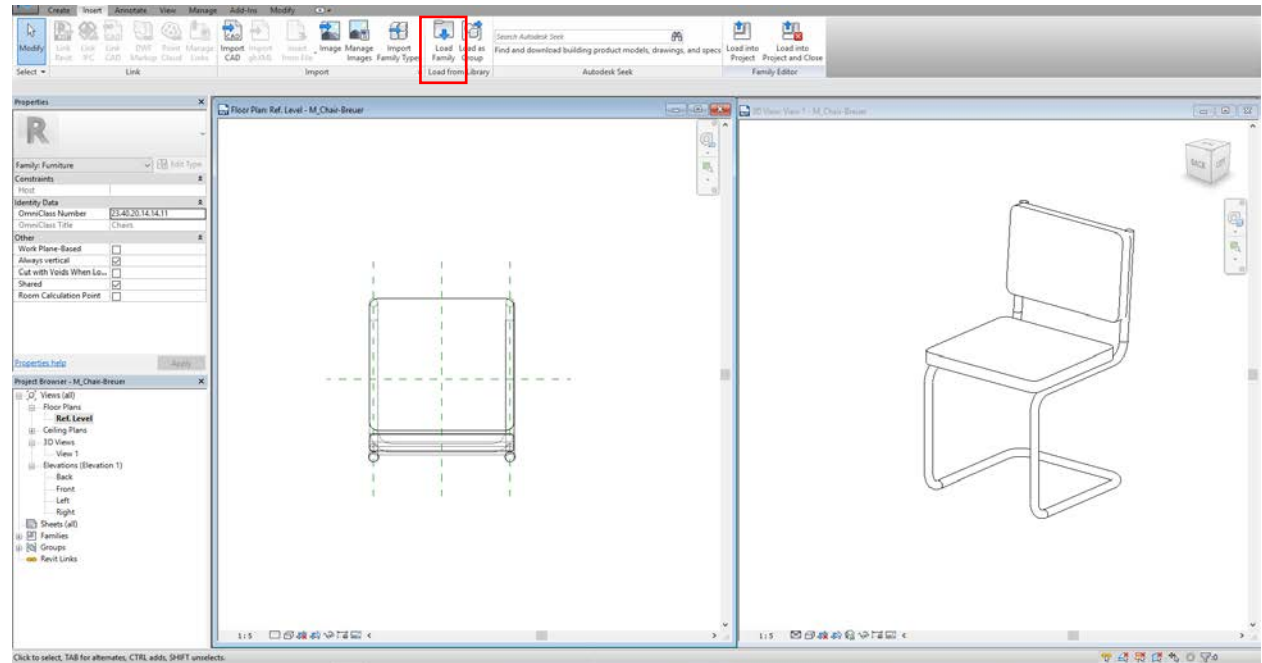 Create Insert Annotate View Manage Add-Ins Modify
Modify Link Revit Link IFC Link CAD DWF Markup Point Cloud Manage Links Import CAD Import gbXML Insert from File Image Manage Images Import Family Types Load Family Load as Group Search Autodesk Seek
Find and download building product models, drawings, and specs
Load into Project Load into Project and Close
Select Link Import Load from Library Autodesk Seek Family Editor
Properties
R
Family: Furniture Edit Type
Constraints
Host
Identity Data
OmniClass Number 23.40.20.14.14.11
OmniClass Title Chairs
Other
Work Plane-Based
Always vertical
Cut with Voids When Lo...
Shared
Room Calculation Point
Properties help Apply
Project Browser - M_Chair-Breuer
Views (all)
Floor Plans
Ref. Level
Ceiling Plans
3D Views
View 1
Elevations (Elevation 1)
Back
Front
Left
Right
Sheets (all)
Families
Groups
Revit Links
Floor Plan: Ref. Level - M_Chair-Breuer
1:5
3D View: View 1 - M_Chair-Breuer
BACK LEFT
1:5
Click to select, TAB for alternates, CTRL adds, SHIFT unselects.
:0